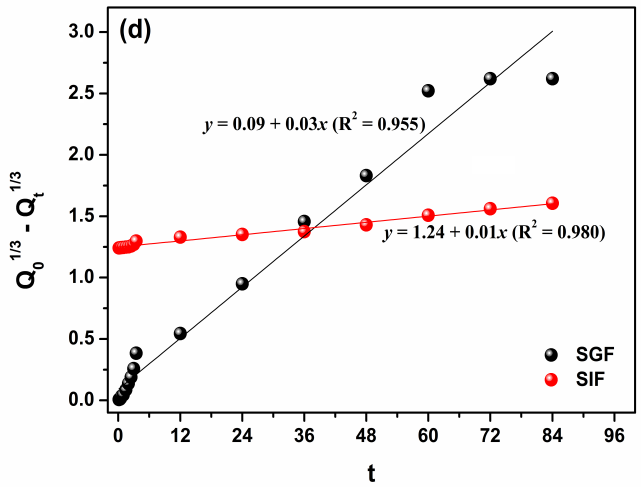 (d)
3.0
2.5
2.0
1.5
1.0
0.5
0.0
Q₀^1/3 - Qₜ^1/3
y = 0.09 + 0.03x (R² = 0.955)
y = 1.24 + 0.01x (R² = 0.980)
SGF
SIF
0 12 24 36 48 60 72 84 96
t